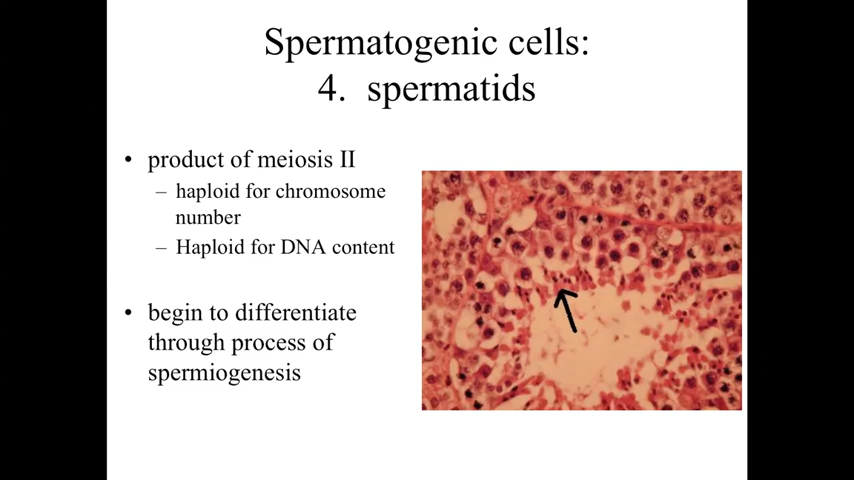 Spermatogenic cells:
4. spermatids
• product of meiosis II
– haploid for chromosome
number
– Haploid for DNA content
• begin to differentiate
through process of
spermiogenesis